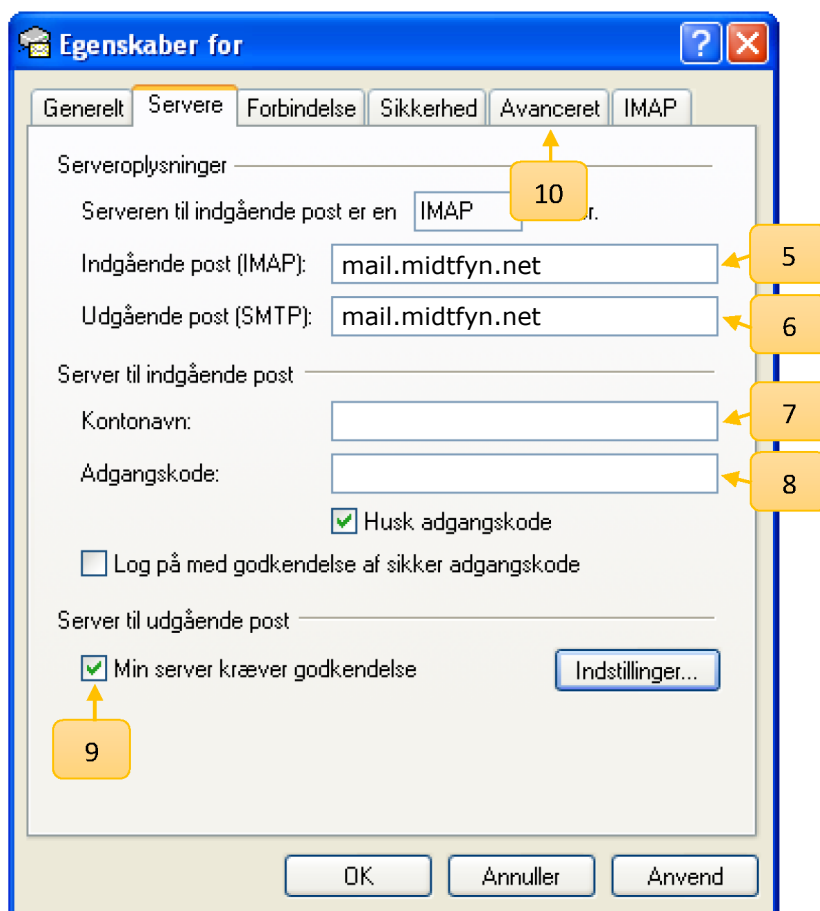 Egenskaber for
Generelt Servere Forbindelse Sikkerhed Avanceret IMAP
Serveroplysninger
10
Serveren til indgående post er en IMAP r.
Indgående post (IMAP): mail.midtfyn.net 5
Udgående post (SMTP): mail.midtfyn.net 6
Server til indgående post
Kontonavn: 7
Adgangskode: 8
Husk adgangskode
Log på med godkendelse af sikker adgangskode
Server til udgående post
Min server kræver godkendelse Indstillinger...
9
OK Annuller Anvend